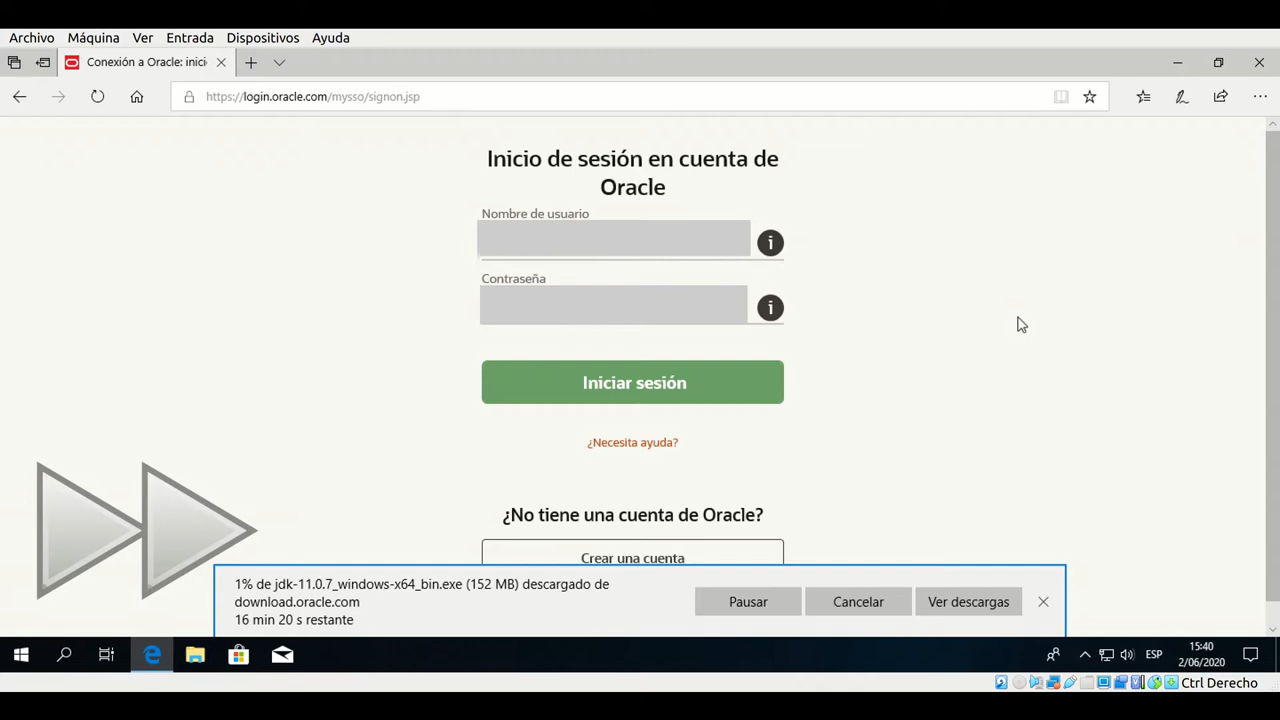 Archivo Máquina Ver Entrada Dispositivos Ayuda
Conexión a Oracle: inici
https://login.oracle.com/mysso/signon.jsp
Inicio de sesión en cuenta de
Oracle
Nombre de usuario
Contraseña
Iniciar sesión
¿Necesita ayuda?
¿No tiene una cuenta de Oracle?
Crear una cuenta
1% de jdk-11.0.7_windows-x64_bin.exe (152 MB) descargado de
download.oracle.com
16 min 20 s restante
Pausar Cancelar Ver descargas
ESP
15:40
2/06/2020
Ctrl Derecho